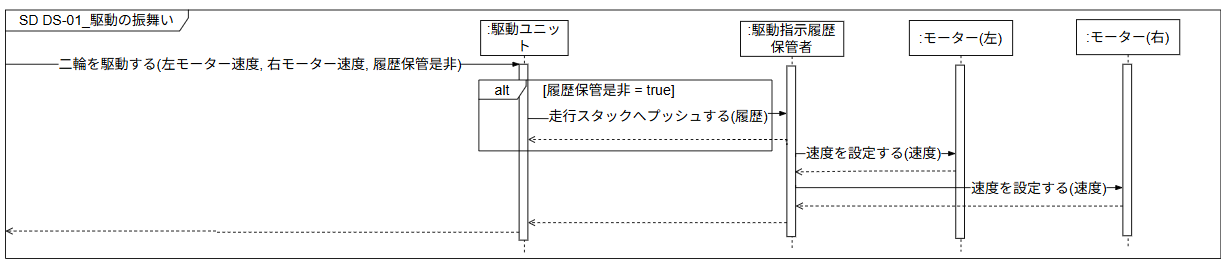 SD DS-01_駆動の振舞い
:駆動ユニッ
ト
:駆動指示履歴
保管者
:モーター(左)
:モーター(右)
二輪を駆動する(左モーター速度, 右モーター速度, 履歴保管是非)
alt
[履歴保管是非 = true]
走行スタックへプッシュする(履歴)
速度を設定する(速度)
速度を設定する(速度)